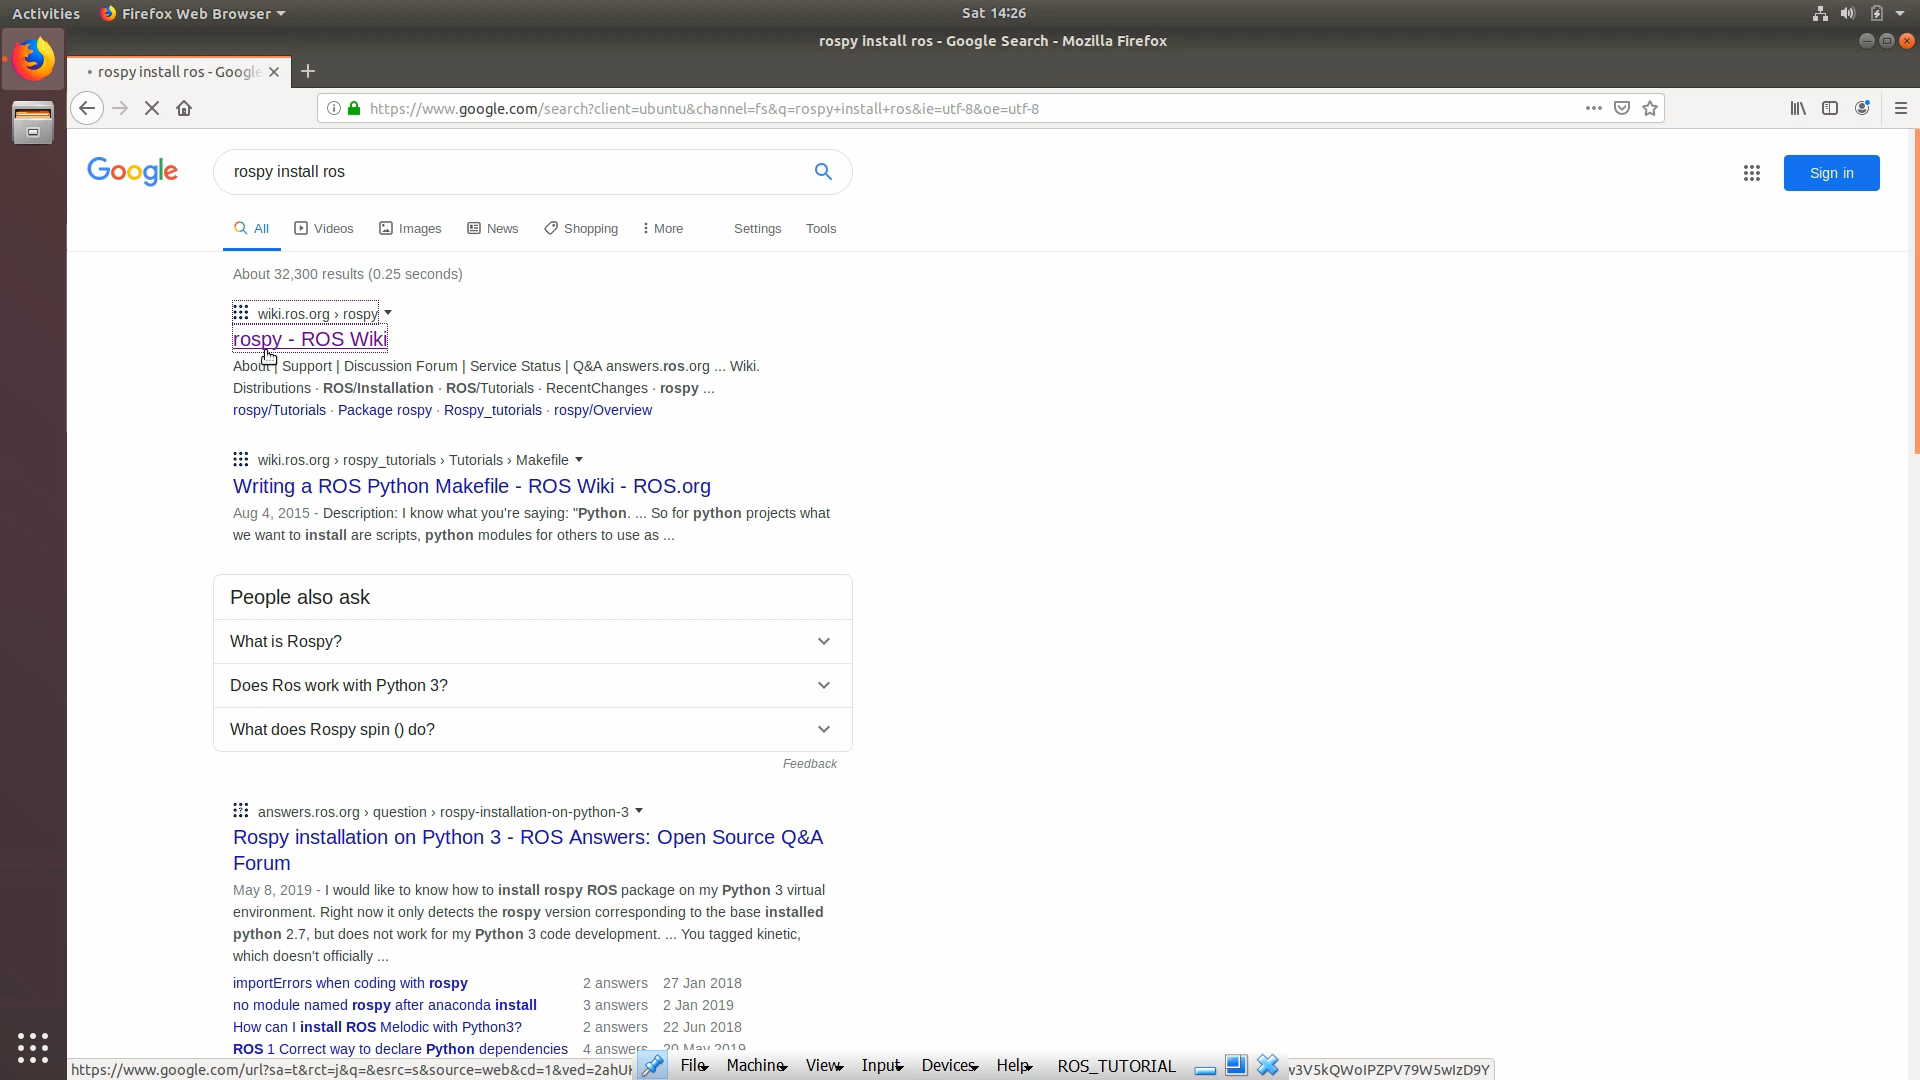 Activities
Firefox Web Browser
Sat 14:26
rospy install ros - Google Search - Mozilla Firefox
rospy install ros - Google
https://www.google.com/search?client=ubuntu&channel=fs&q=rospy+install+ros&ie=utf-8&oe=utf-8
Google
rospy install ros
Sign in
All
Videos
Images
News
Shopping
More
Settings
Tools
About 32,300 results (0.25 seconds)
wiki.ros.org › rospy
rospy - ROS Wiki
About | Support | Discussion Forum | Service Status | Q&A answers.ros.org ... Wiki.
Distributions · ROS/Installation · ROS/Tutorials · RecentChanges · rospy ...
rospy/Tutorials · Package rospy · Rospy_tutorials · rospy/Overview
wiki.ros.org › rospy_tutorials › Tutorials › Makefile
Writing a ROS Python Makefile - ROS Wiki - ROS.org
Aug 4, 2015 - Description: I know what you're saying: "Python. ... So for python projects what
we want to install are scripts, python modules for others to use as ...
People also ask
What is Rospy?
Does Ros work with Python 3?
What does Rospy spin () do?
Feedback
answers.ros.org › question › rospy-installation-on-python-3
Rospy installation on Python 3 - ROS Answers: Open Source Q&A
Forum
May 8, 2019 - I would like to know how to install rospy ROS package on my Python 3 virtual
environment. Right now it only detects the rospy version corresponding to the base installed
python 2.7, but does not work for my Python 3 code development. ... You tagged kinetic,
which doesn't officially ...
importErrors when coding with rospy 2 answers 27 Jan 2018
no module named rospy after anaconda install 3 answers 2 Jan 2019
How can I install ROS Melodic with Python3? 2 answers 22 Jun 2018
ROS 1 Correct way to declare Python dependencies 4 answers 20 May 2019
https://www.google.com/url?sa=t&rct=j&q=&esrc=s&source=web&cd=1&ved=2ahU
File
Machine
View
Input
Devices
Help
ROS_TUTORIAL
v3V5kQWoIPZPV79W5wIzD9Y